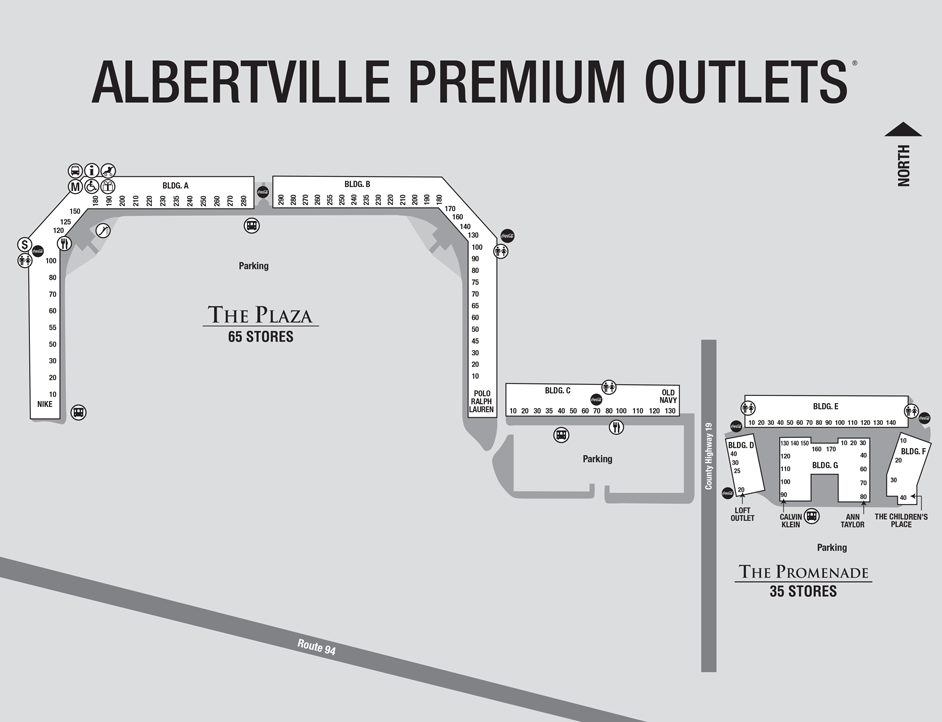 ALBERTVILLE PREMIUM OUTLETS®
NORTH
M
BLDG. A
180 190 200 210 220 230 240 250 260 270 280
150
125
120
S
100
80
70
60
55
50
30
20
10
NIKE
BLDG. B
290 280 270 260 255 250 240 230 220 210 200 190 180
170
160
140
130
100
90
80
75
70
65
60
50
45
30
20
10
POLO
RALPH
LAUREN
Parking
THE PLAZA
65 STORES
BLDG. C
OLD
NAVY
10 20 30 35 40 50 60 70 80 100 110 120 130
Parking
County Highway 19
BLDG. E
10 20 30 40 50 60 70 80 90 100 110 120 130 140
BLDG. D
40
30
25
20
LOFT
OUTLET
130 140 150
160 170
10 20 30
120
110
100
90
BLDG. G
40
60
70
80
CALVIN
KLEIN
ANN
TAYLOR
10
BLDG. F
20
30
40
THE CHILDREN'S
PLACE
Parking
THE PROMENADE
35 STORES
Route 94